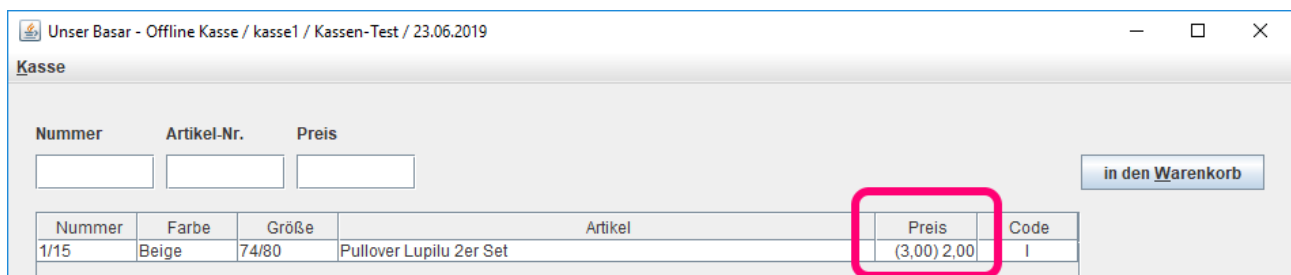 Unser Basar - Offline Kasse / kasse1 / Kassen-Test / 23.06.2019
Kasse
Nummer Artikel-Nr. Preis
in den Warenkorb
Nummer Farbe Größe Artikel Preis Code
1/15 Beige 74/80 Pullover Lupilu 2er Set (3,00) 2,00 I